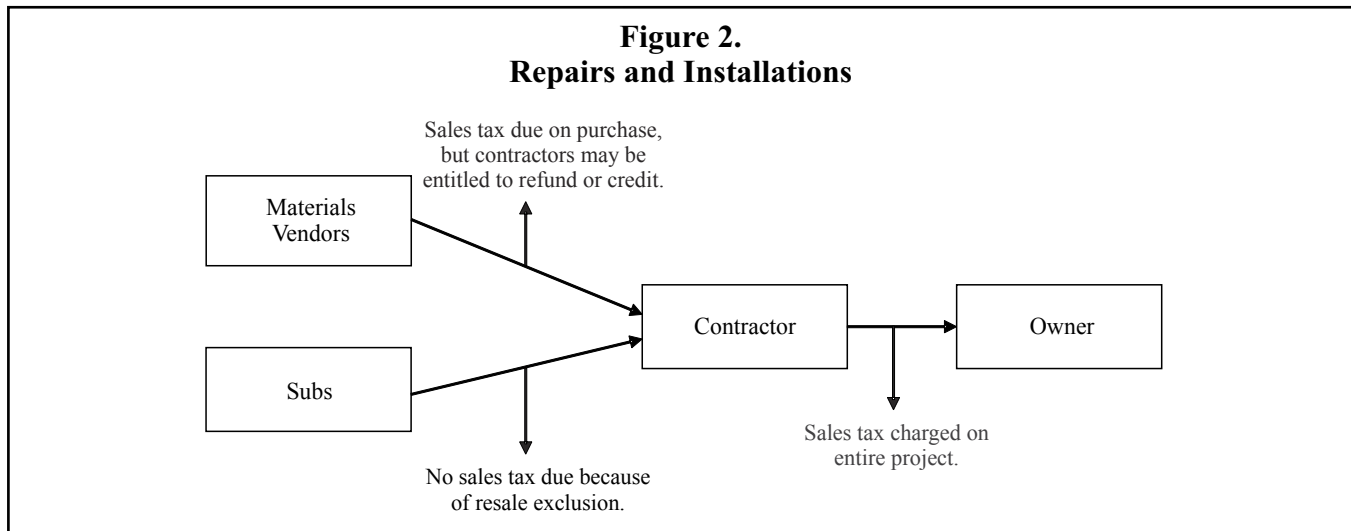 Figure 2.
Repairs and Installations
Sales tax due on purchase,
but contractors may be
entitled to refund or credit.
Materials
Vendors
Contractor
Owner
Subs
Sales tax charged on
entire project.
No sales tax due because
of resale exclusion.